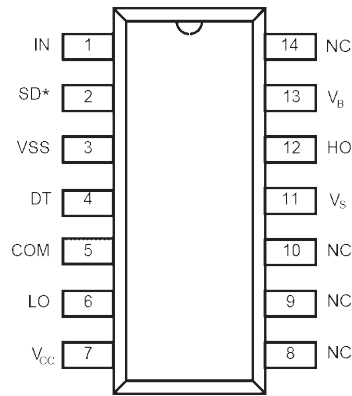 IN 1 14 NC
SD* 2 13 VB
VSS 3 12 HO
DT 4 11 VS
COM 5 10 NC
LO 6 9 NC
VCC 7 8 NC